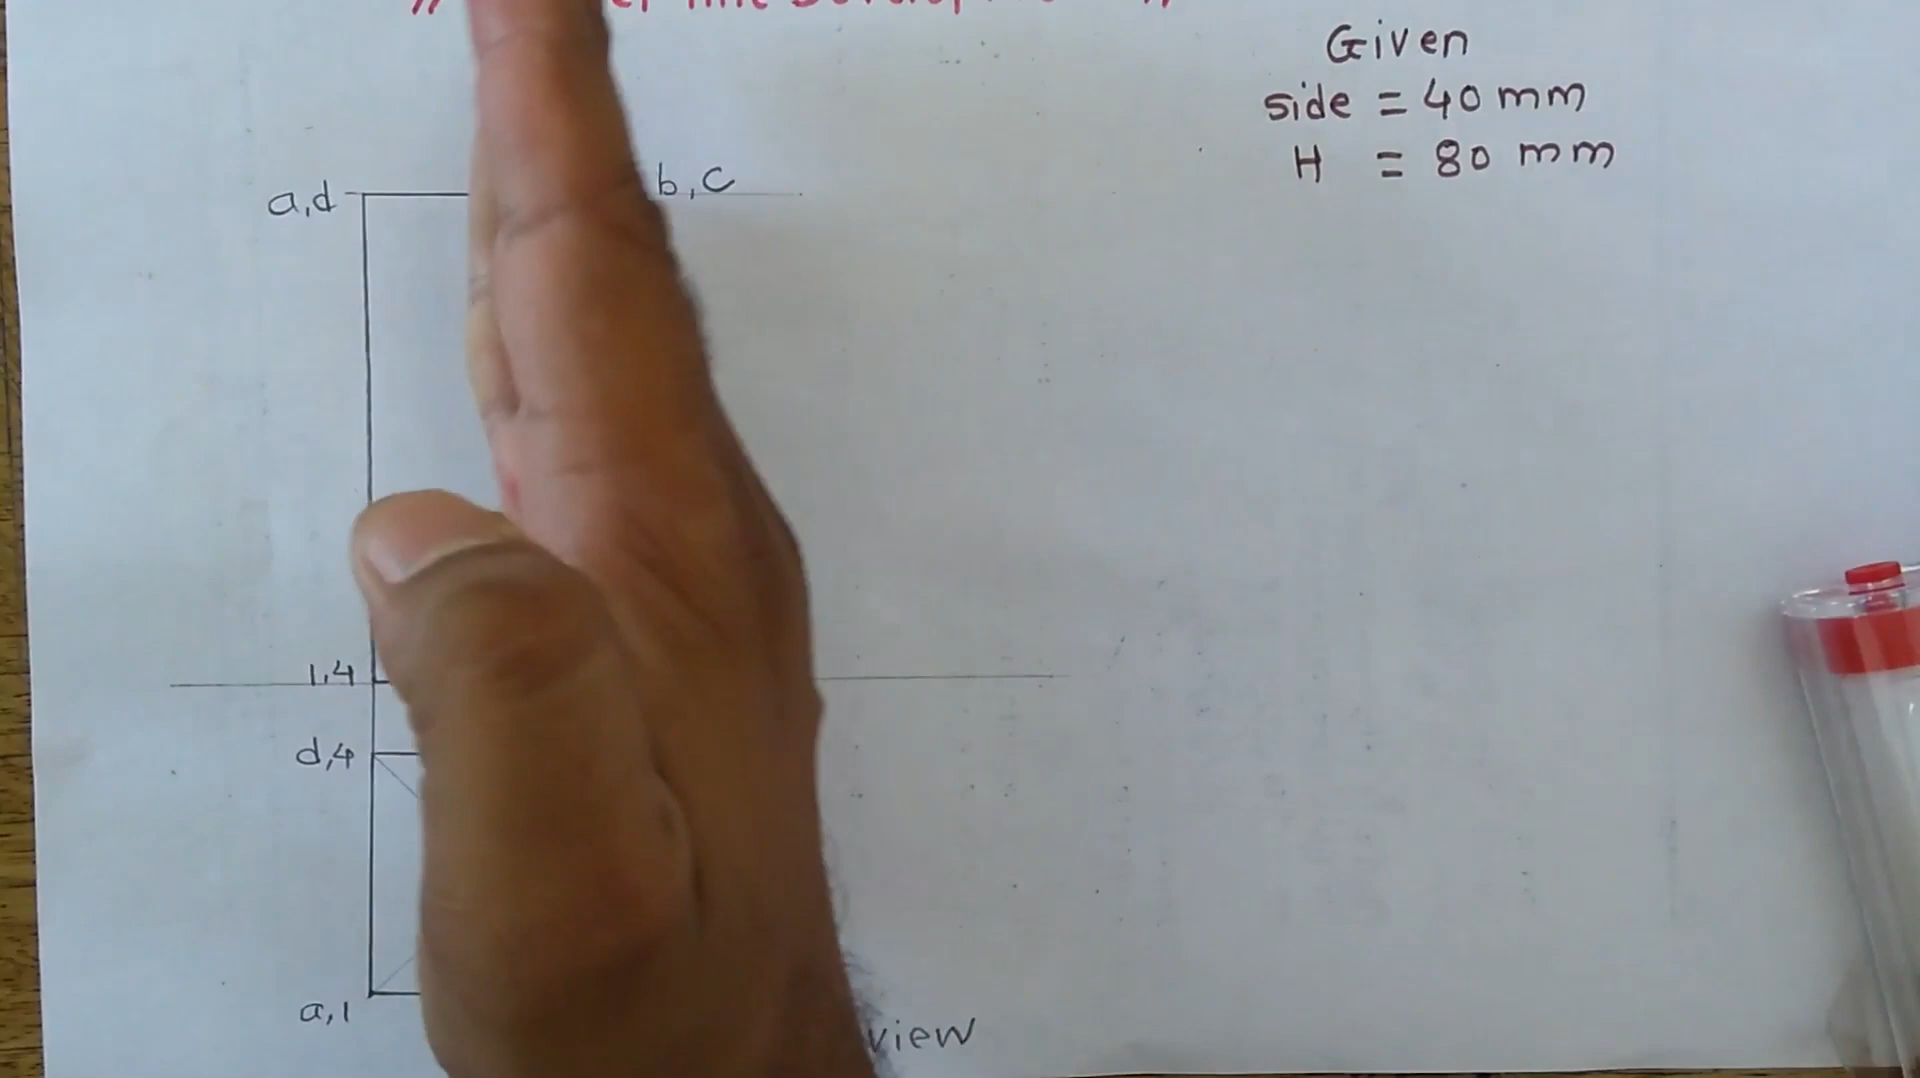 Given
side = 40 mm
H = 80 mm
a,d
b,c
1,4
d,4
a,1
view